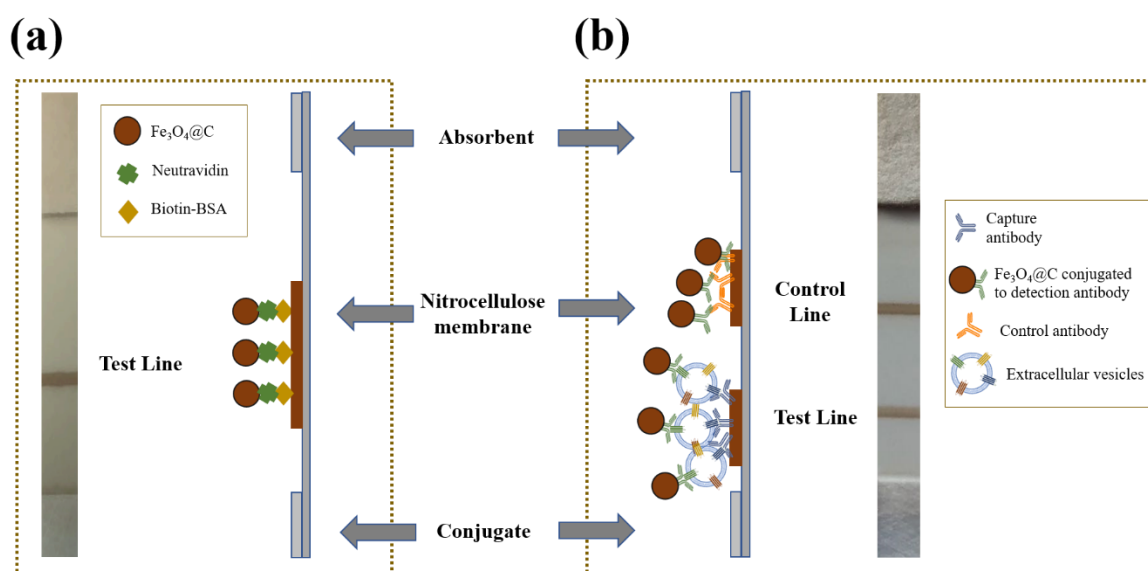 (a)
(b)
Fe₃O₄@C
Neutravidin
Biotin-BSA
Test Line
Absorbent
Nitrocellulose
membrane
Conjugate
Control
Line
Test Line
Capture
antibody
Fe₃O₄@C conjugated
to detection antibody
Control antibody
Extracellular vesicles